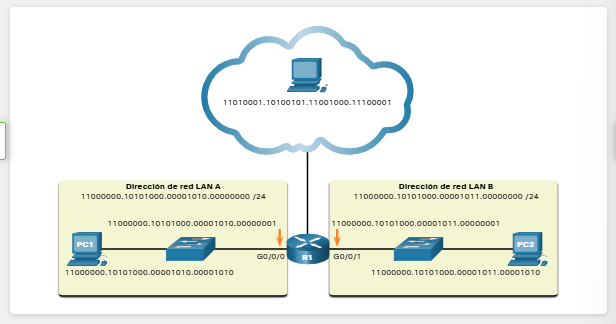 11010001.10100101.11001000.11100001
Dirección de red LAN A
11000000.10101000.00001010.00000000 /24
11000000.10101000.00001010.00000001
PC1
G0/0/0
11000000.10101000.00001010.00001010
R1
Dirección de red LAN B
11000000.10101000.00001011.00000000 /24
11000000.10101000.00001011.00000001
G0/0/1
PC2
11000000.10101000.00001011.00001010